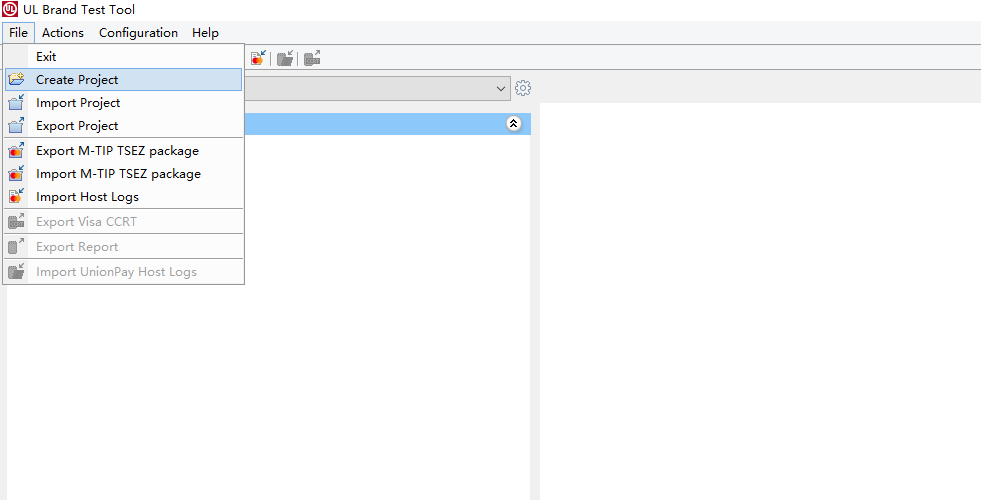 UL Brand Test Tool
File Actions Configuration Help
Exit
Create Project
Import Project
Export Project
Export M-TIP TSEZ package
Import M-TIP TSEZ package
Import Host Logs
Export Visa CCRT
Export Report
Import UnionPay Host Logs